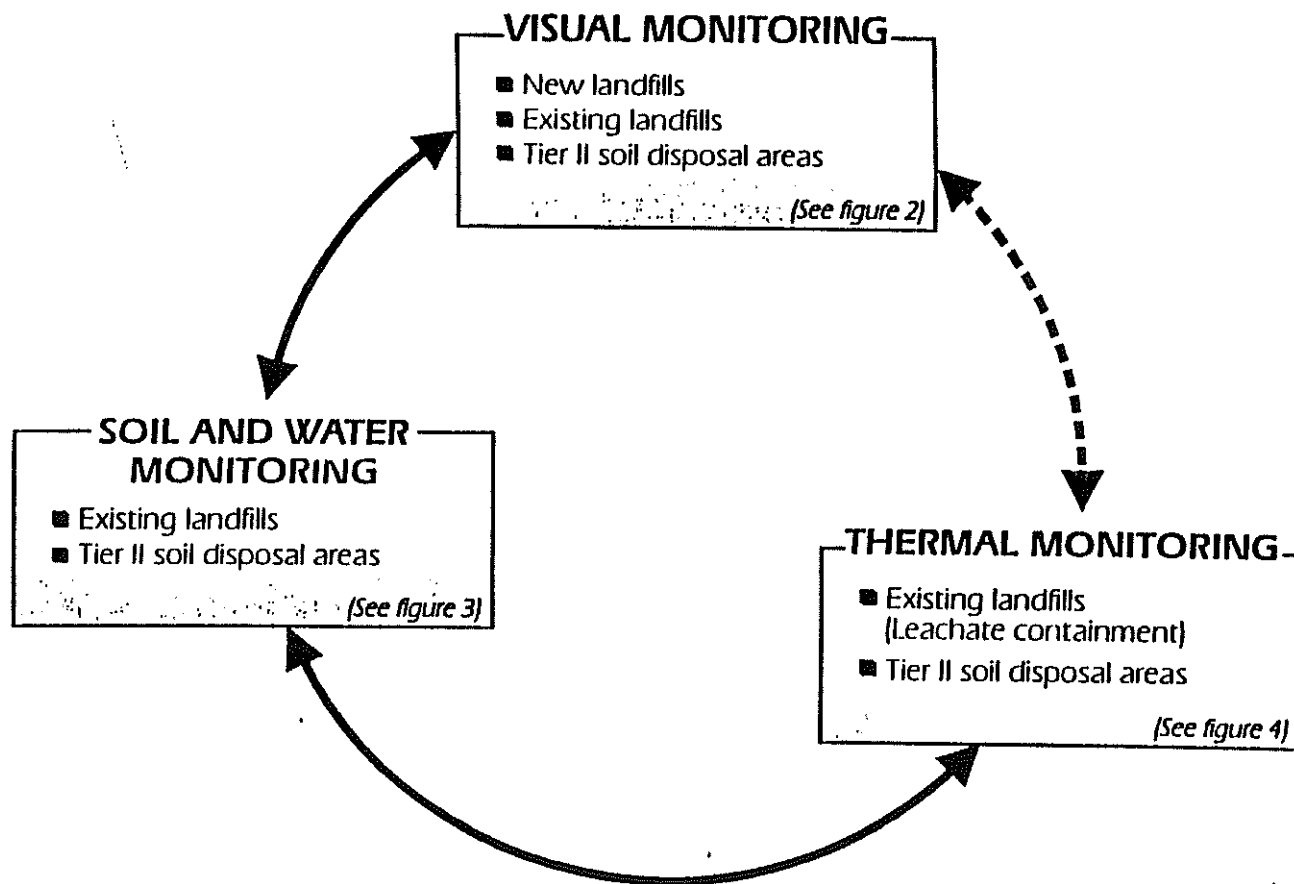 VISUAL MONITORING
■ New landfills
■ Existing landfills
■ Tier II soil disposal areas
(See figure 2)
SOIL AND WATER
MONITORING
■ Existing landfills
■ Tier II soil disposal areas
(See figure 3)
THERMAL MONITORING
■ Existing landfills
(Leachate containment)
■ Tier II soil disposal areas
(See figure 4)